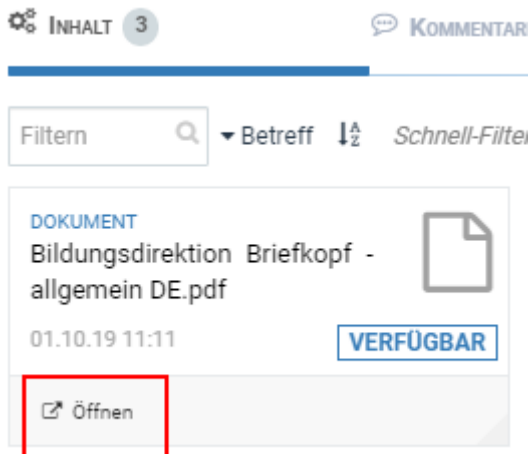 INHALT 3
KOMMENTAR
Filtern Betreff Schnell-Filter
DOKUMENT
Bildungsdirektion Briefkopf -
allgemein DE.pdf
01.10.19 11:11 VERFÜGBAR
Öffnen